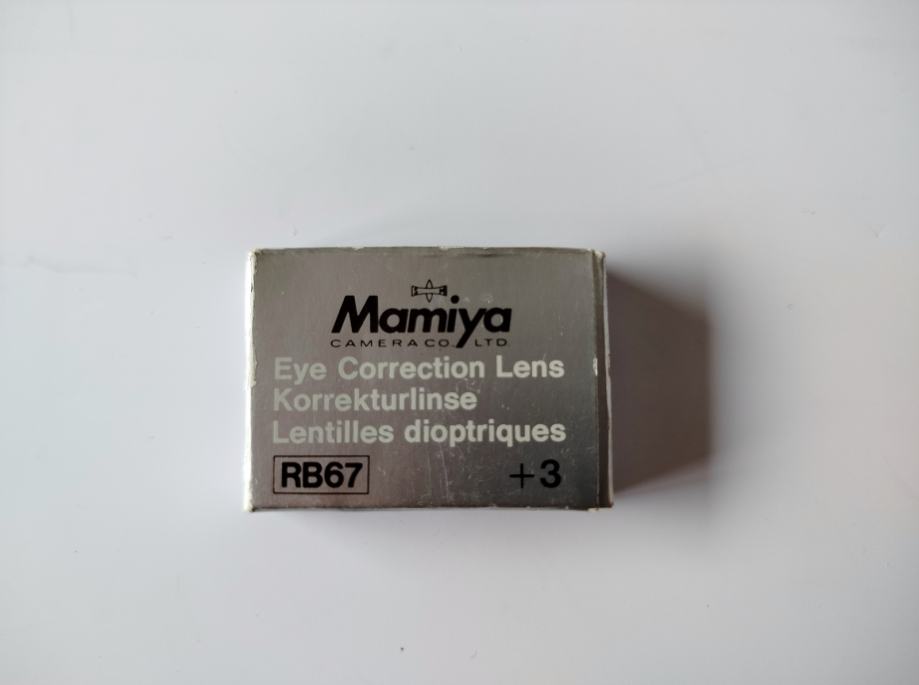 Mamiya
CAMERA CO. LTD
Eye Correction Lens
Korrekturlinse
Lentilles dioptriques
RB67 +3